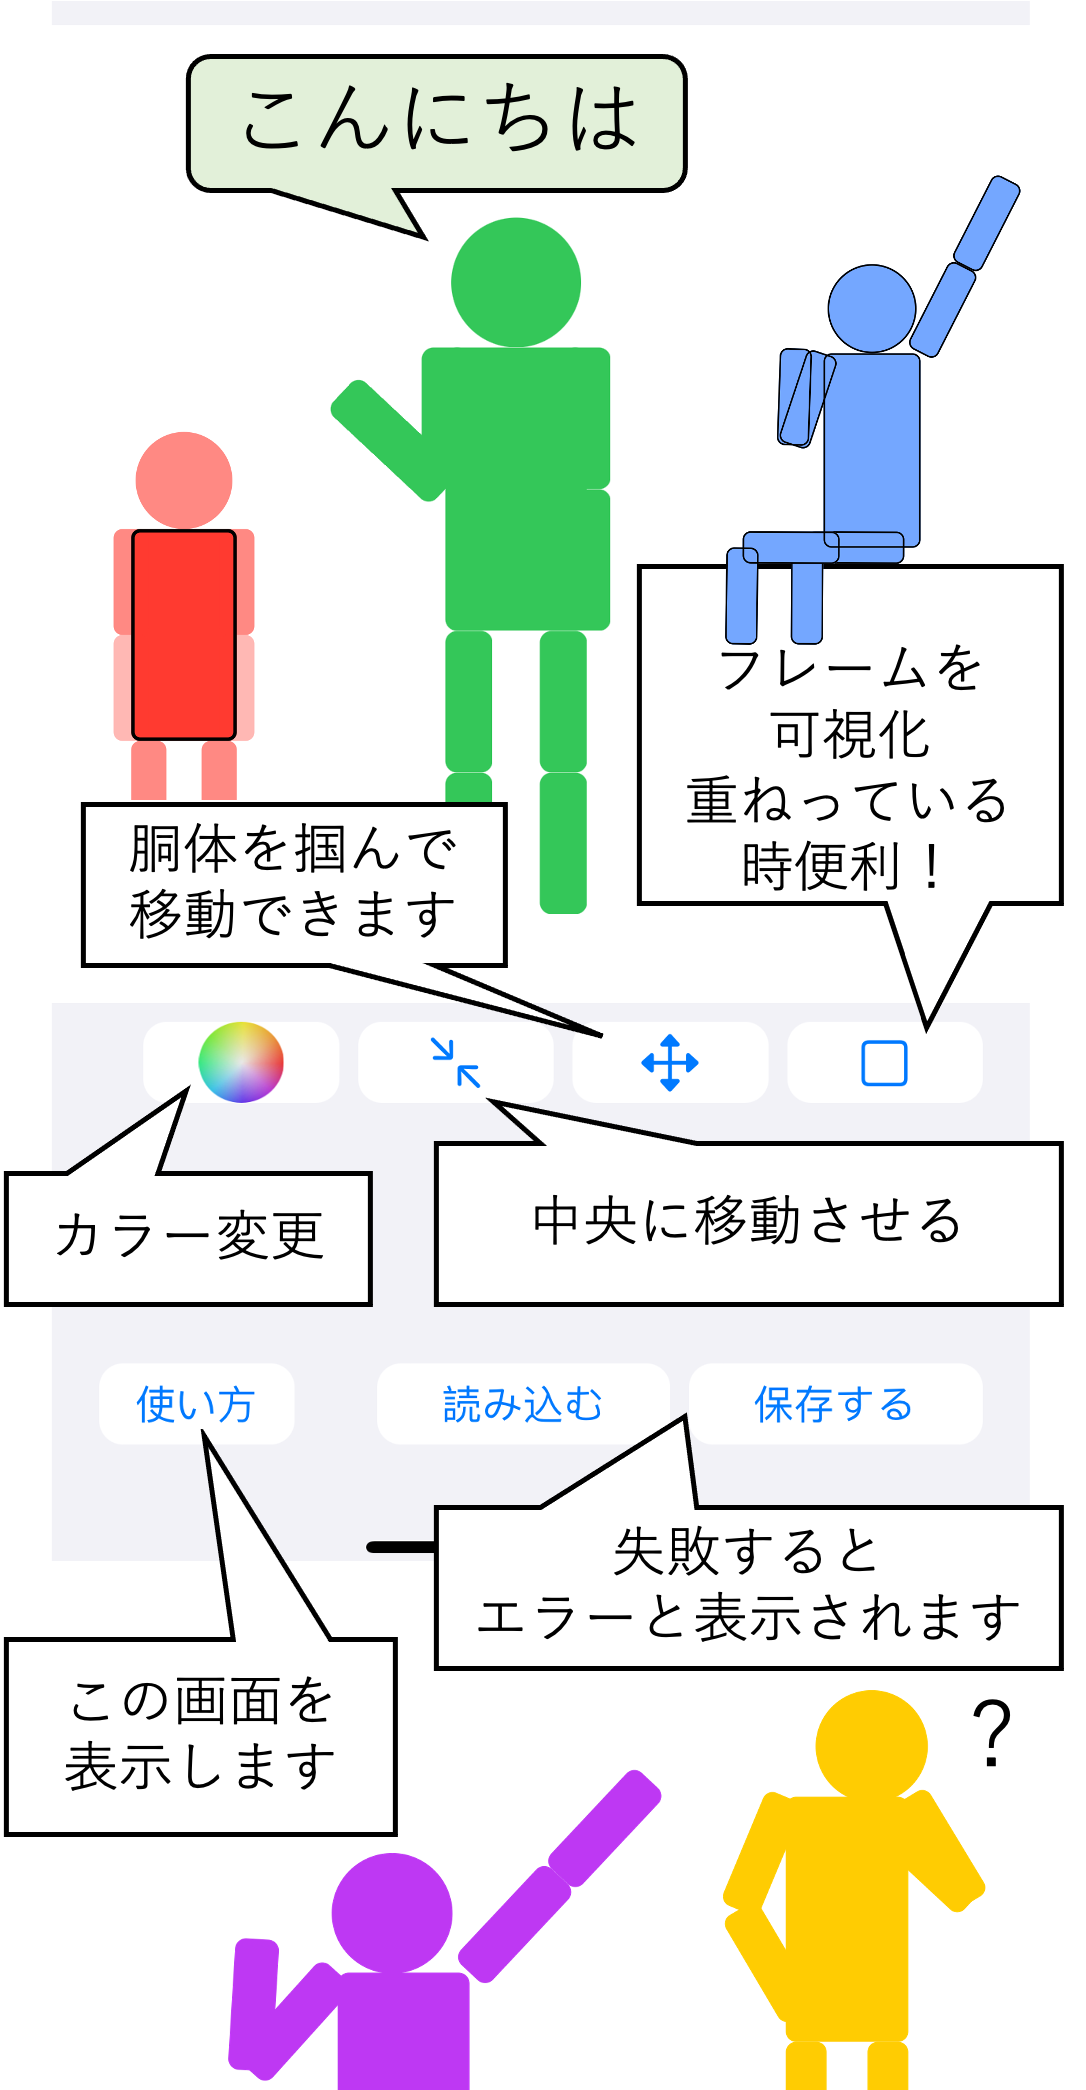 こんにちは
フレームを
可視化
重ねっている
時便利！
胴体を掴んで
移動できます
カラー変更
中央に移動させる
使い方
読み込む
保存する
失敗すると
エラーと表示されます
この画面を
表示します
?